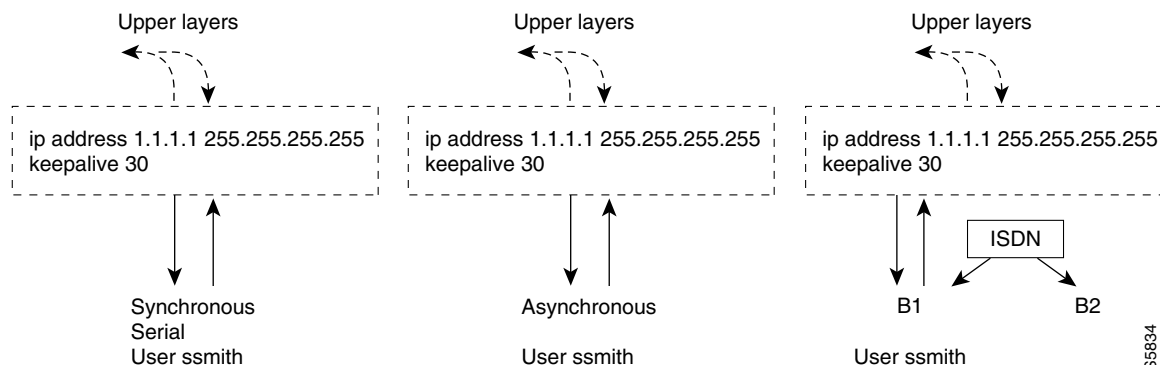 Upper layers
ip address 1.1.1.1 255.255.255.255
keepalive 30
Synchronous
Serial
User ssmith
Upper layers
ip address 1.1.1.1 255.255.255.255
keepalive 30
Asynchronous
User ssmith
Upper layers
ip address 1.1.1.1 255.255.255.255
keepalive 30
ISDN
B1
B2
User ssmith